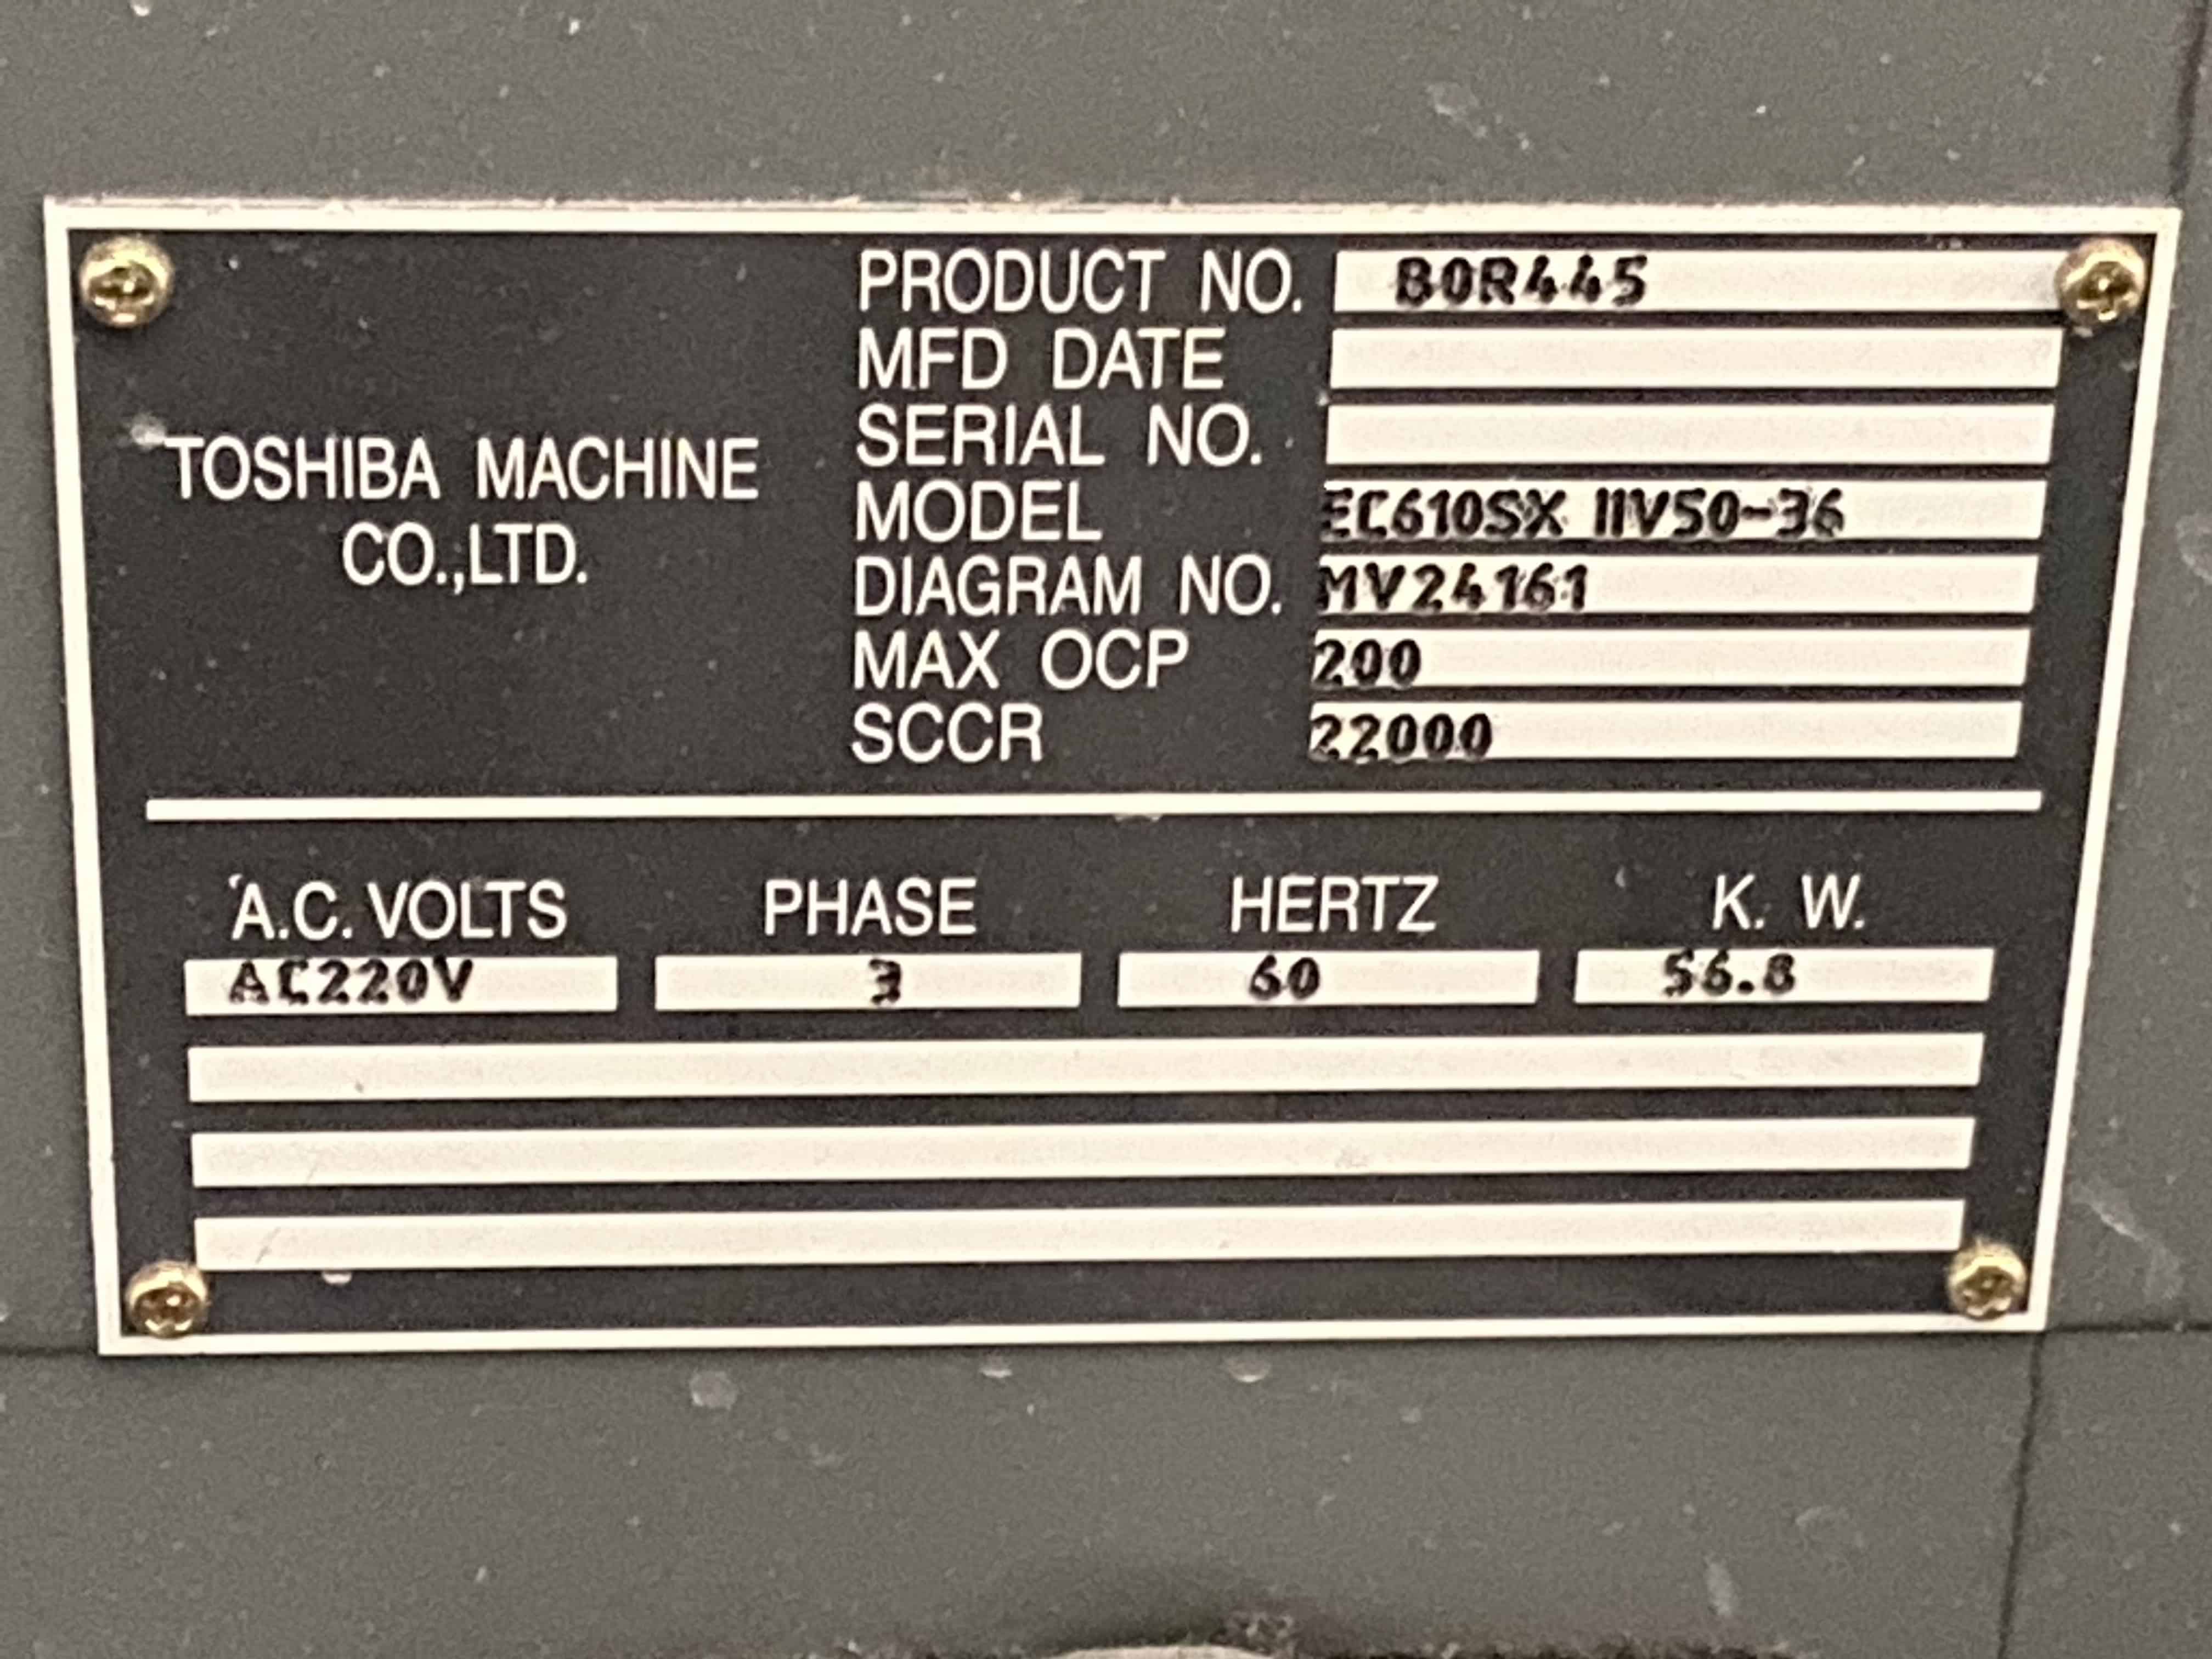 TOSHIBA MACHINE
CO.,LTD.
PRODUCT NO. B0R445
MFD DATE
SERIAL NO.
MODEL EC610SX IIV50-36
DIAGRAM NO. MV24161
MAX OCP 200
SCCR 22000
A.C. VOLTS PHASE HERTZ K. W.
AC220V 3 60 56.8